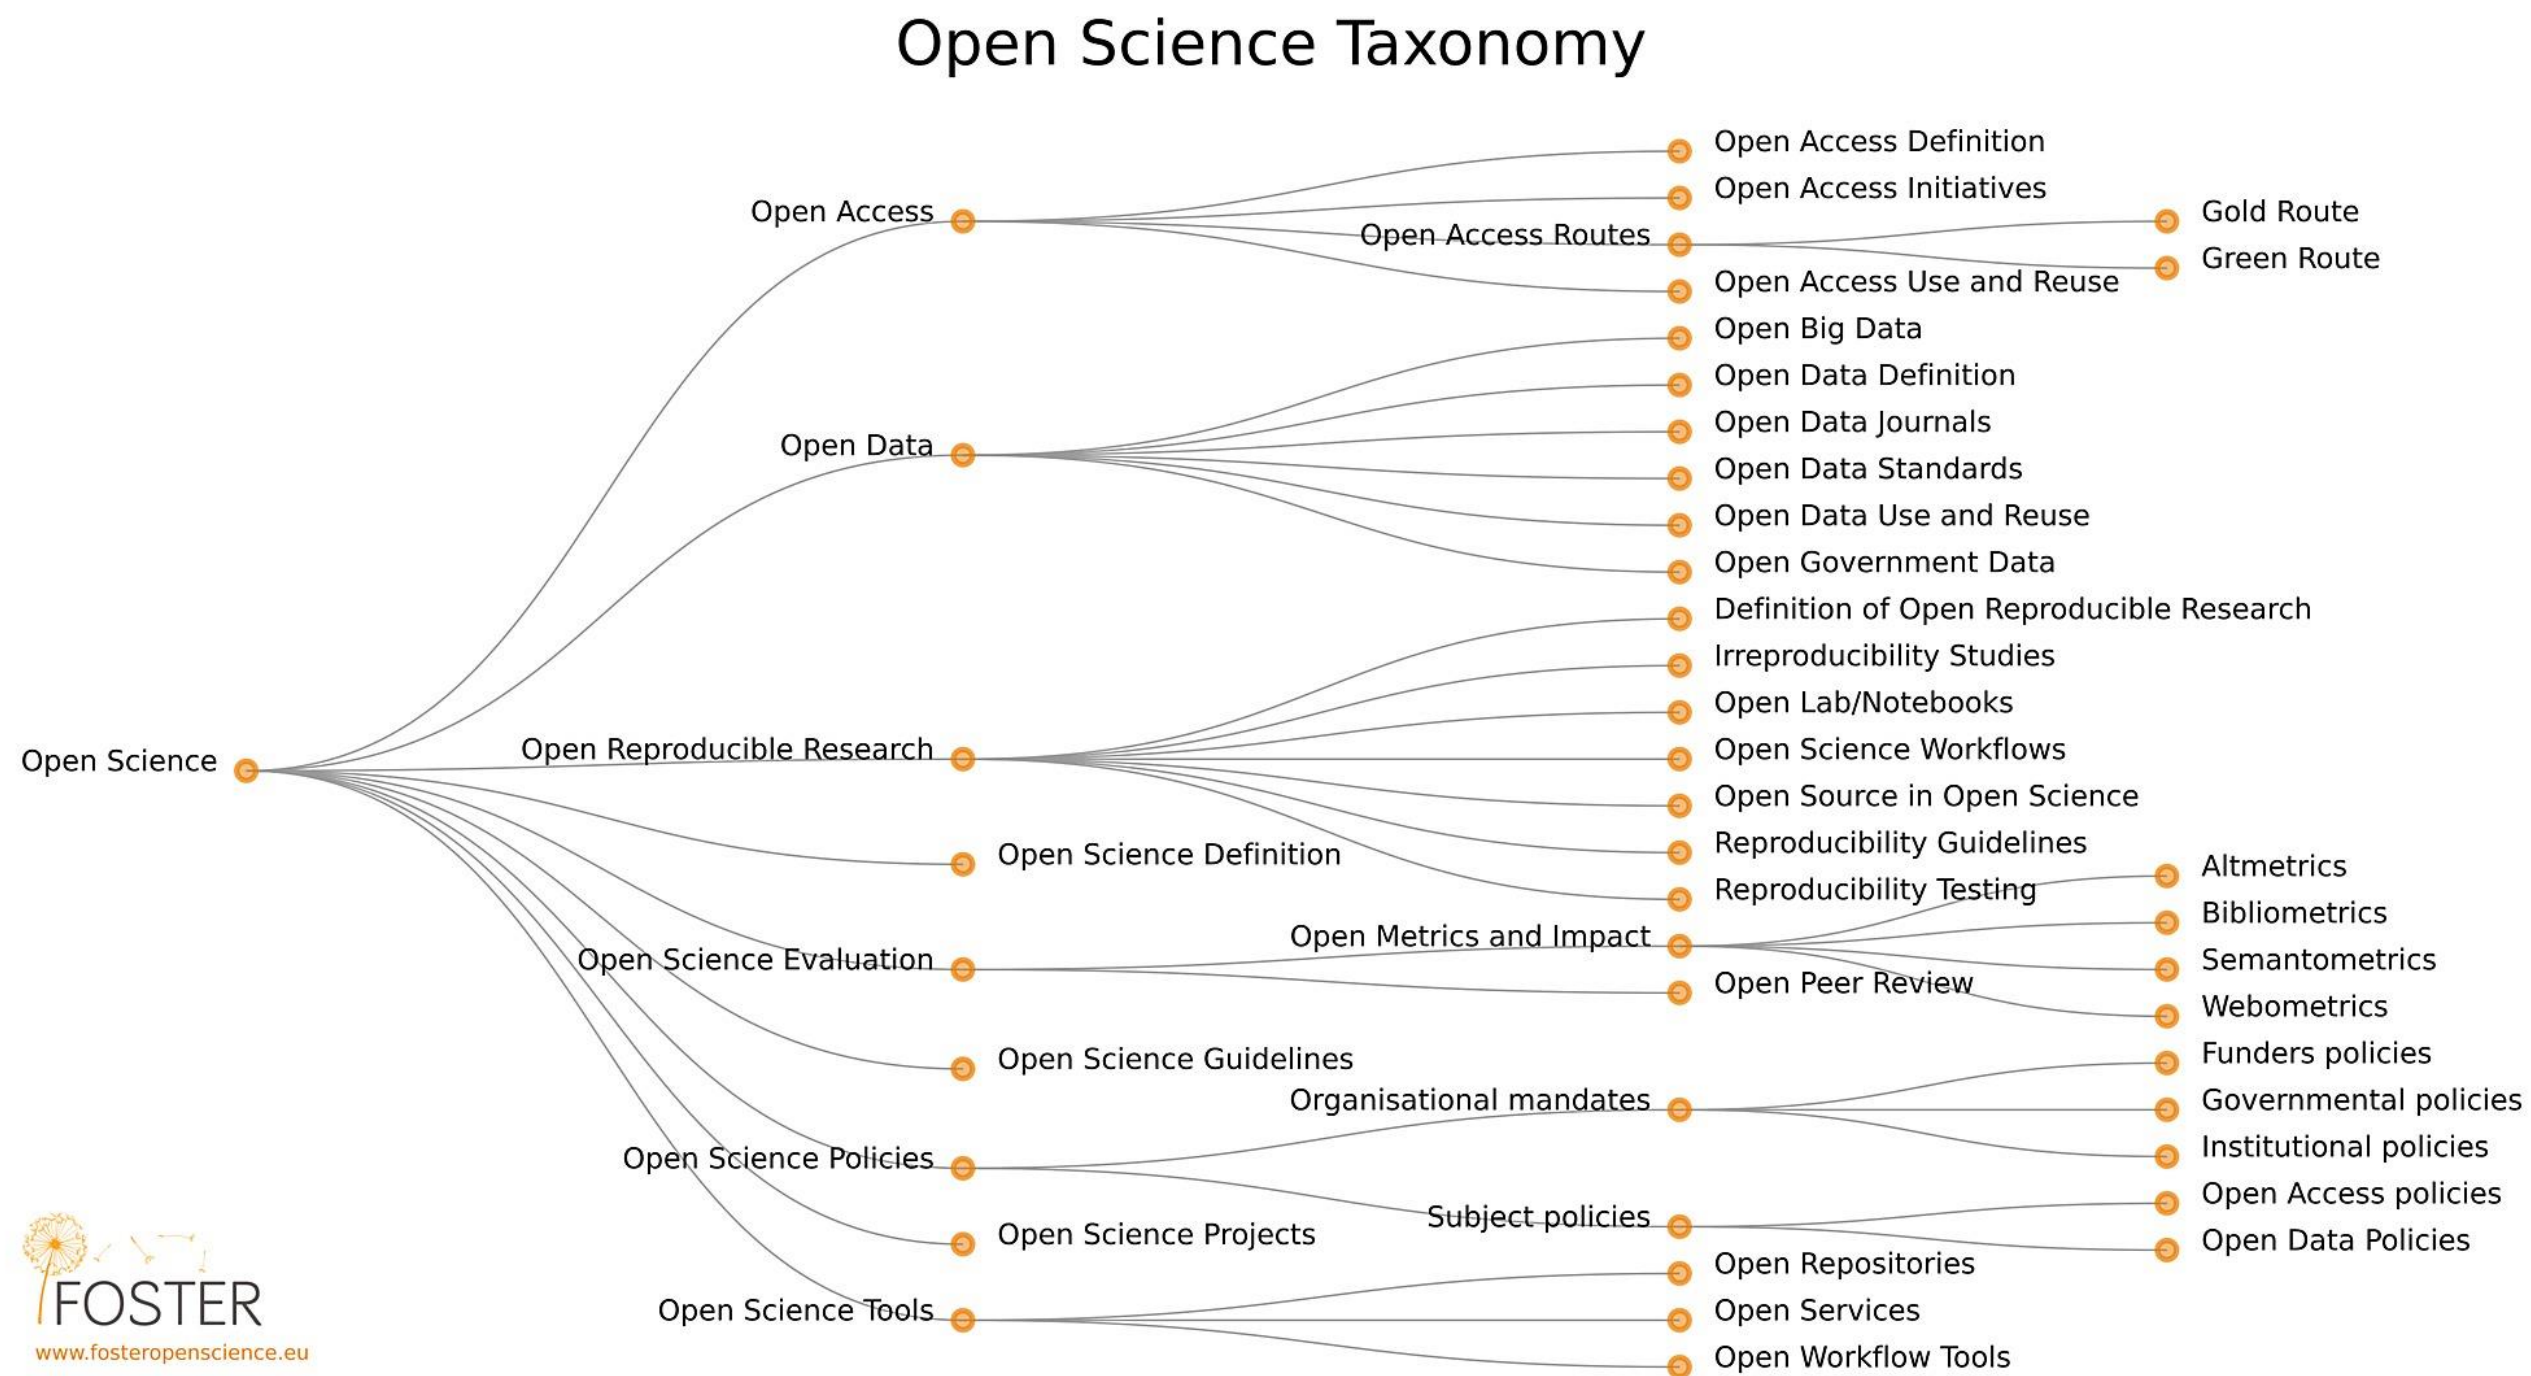 Open Science Taxonomy
Open Access Definition
Open Access Initiatives
Open Access
Gold Route
Open Access Routes
Green Route
Open Access Use and Reuse
Open Big Data
Open Data Definition
Open Data Journals
Open Data
Open Data Standards
Open Data Use and Reuse
Open Government Data
Definition of Open Reproducible Research
Irreproducibility Studies
Open Lab/Notebooks
Open Science
Open Reproducible Research
Open Science Workflows
Open Source in Open Science
Reproducibility Guidelines
Open Science Definition
Altmetrics
Reproducibility Testing
Bibliometrics
Open Metrics and Impact
Open Science Evaluation
Semantometrics
Open Peer Review
Webometrics
Open Science Guidelines
Funders policies
Organisational mandates
Governmental policies
Institutional policies
Open Science Policies
Open Access policies
Subject policies
Open Science Projects
Open Data Policies
Open Repositories
Open Science Tools
Open Services
Open Workflow Tools
FOSTER
www.fosteropenscience.eu